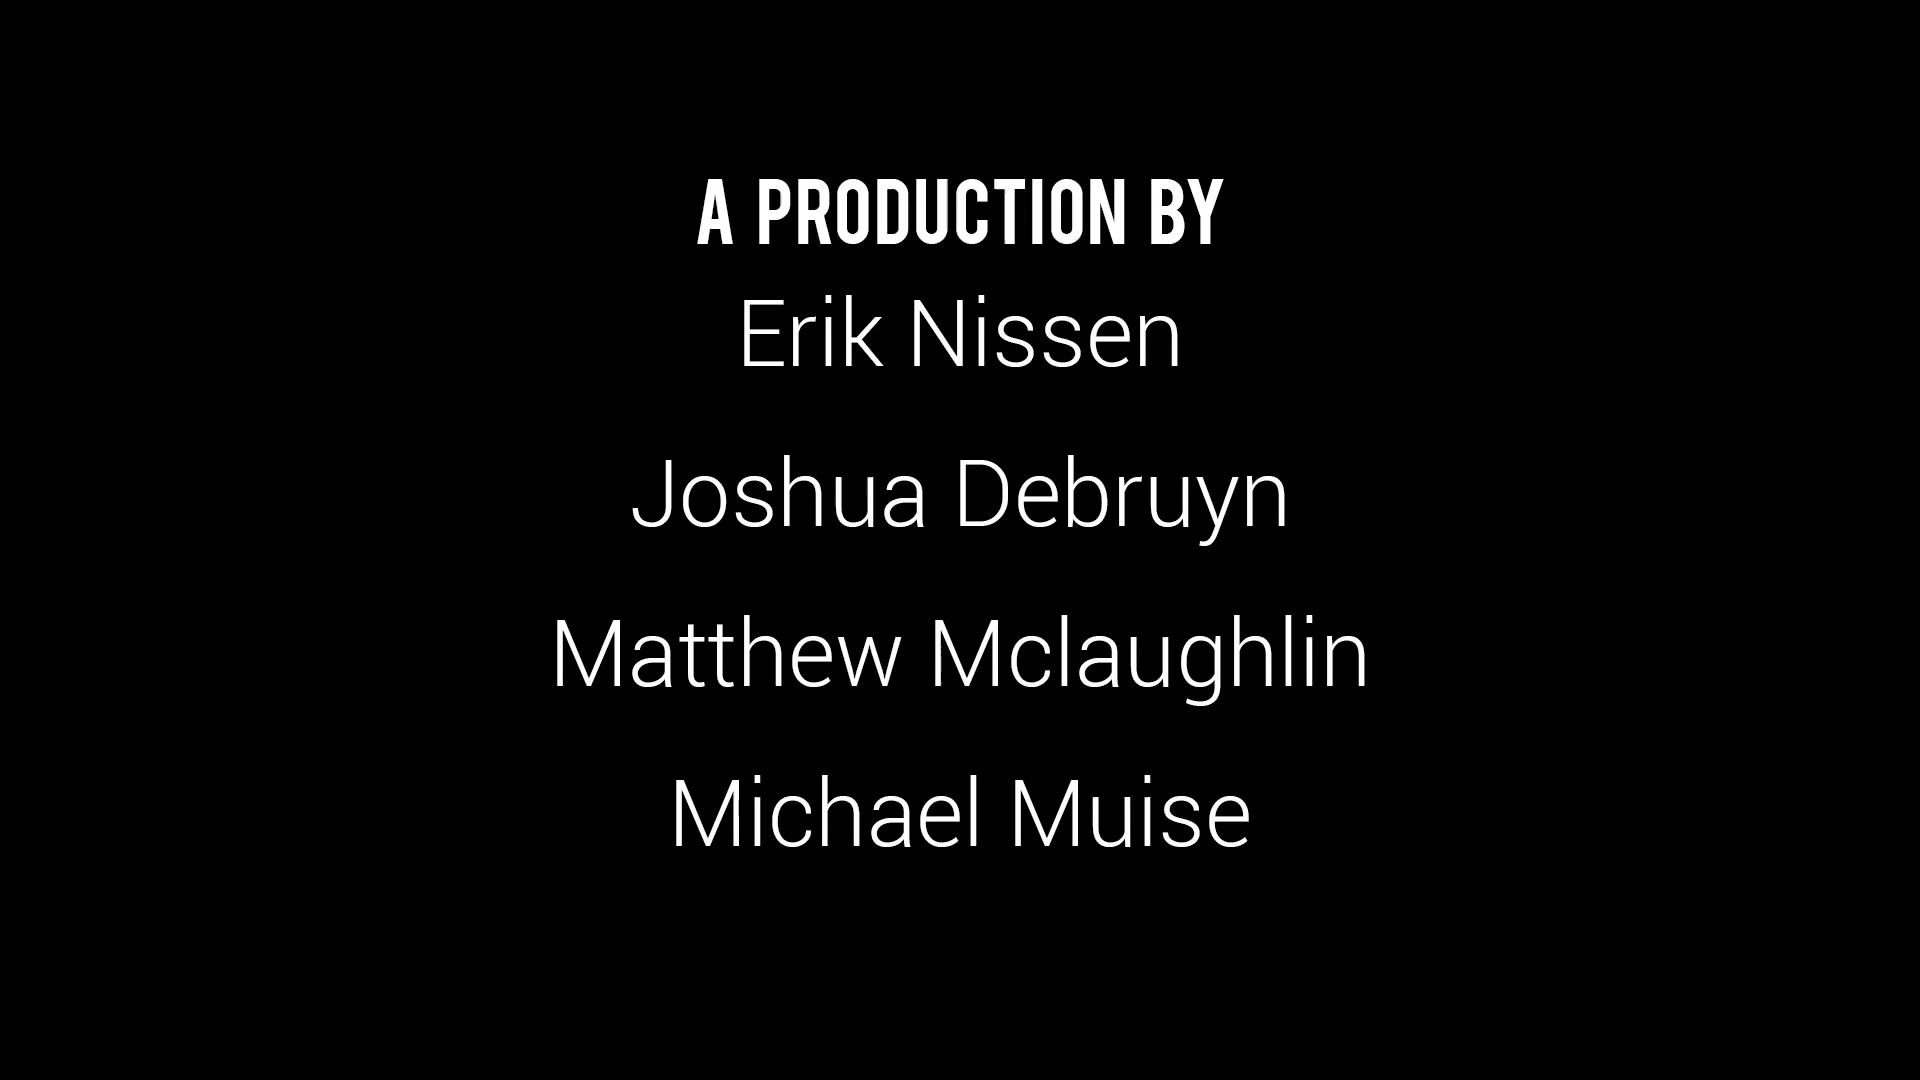 A PRODUCTION BY
Erik Nissen
Joshua Debruyn
Matthew Mclaughlin
Michael Muise